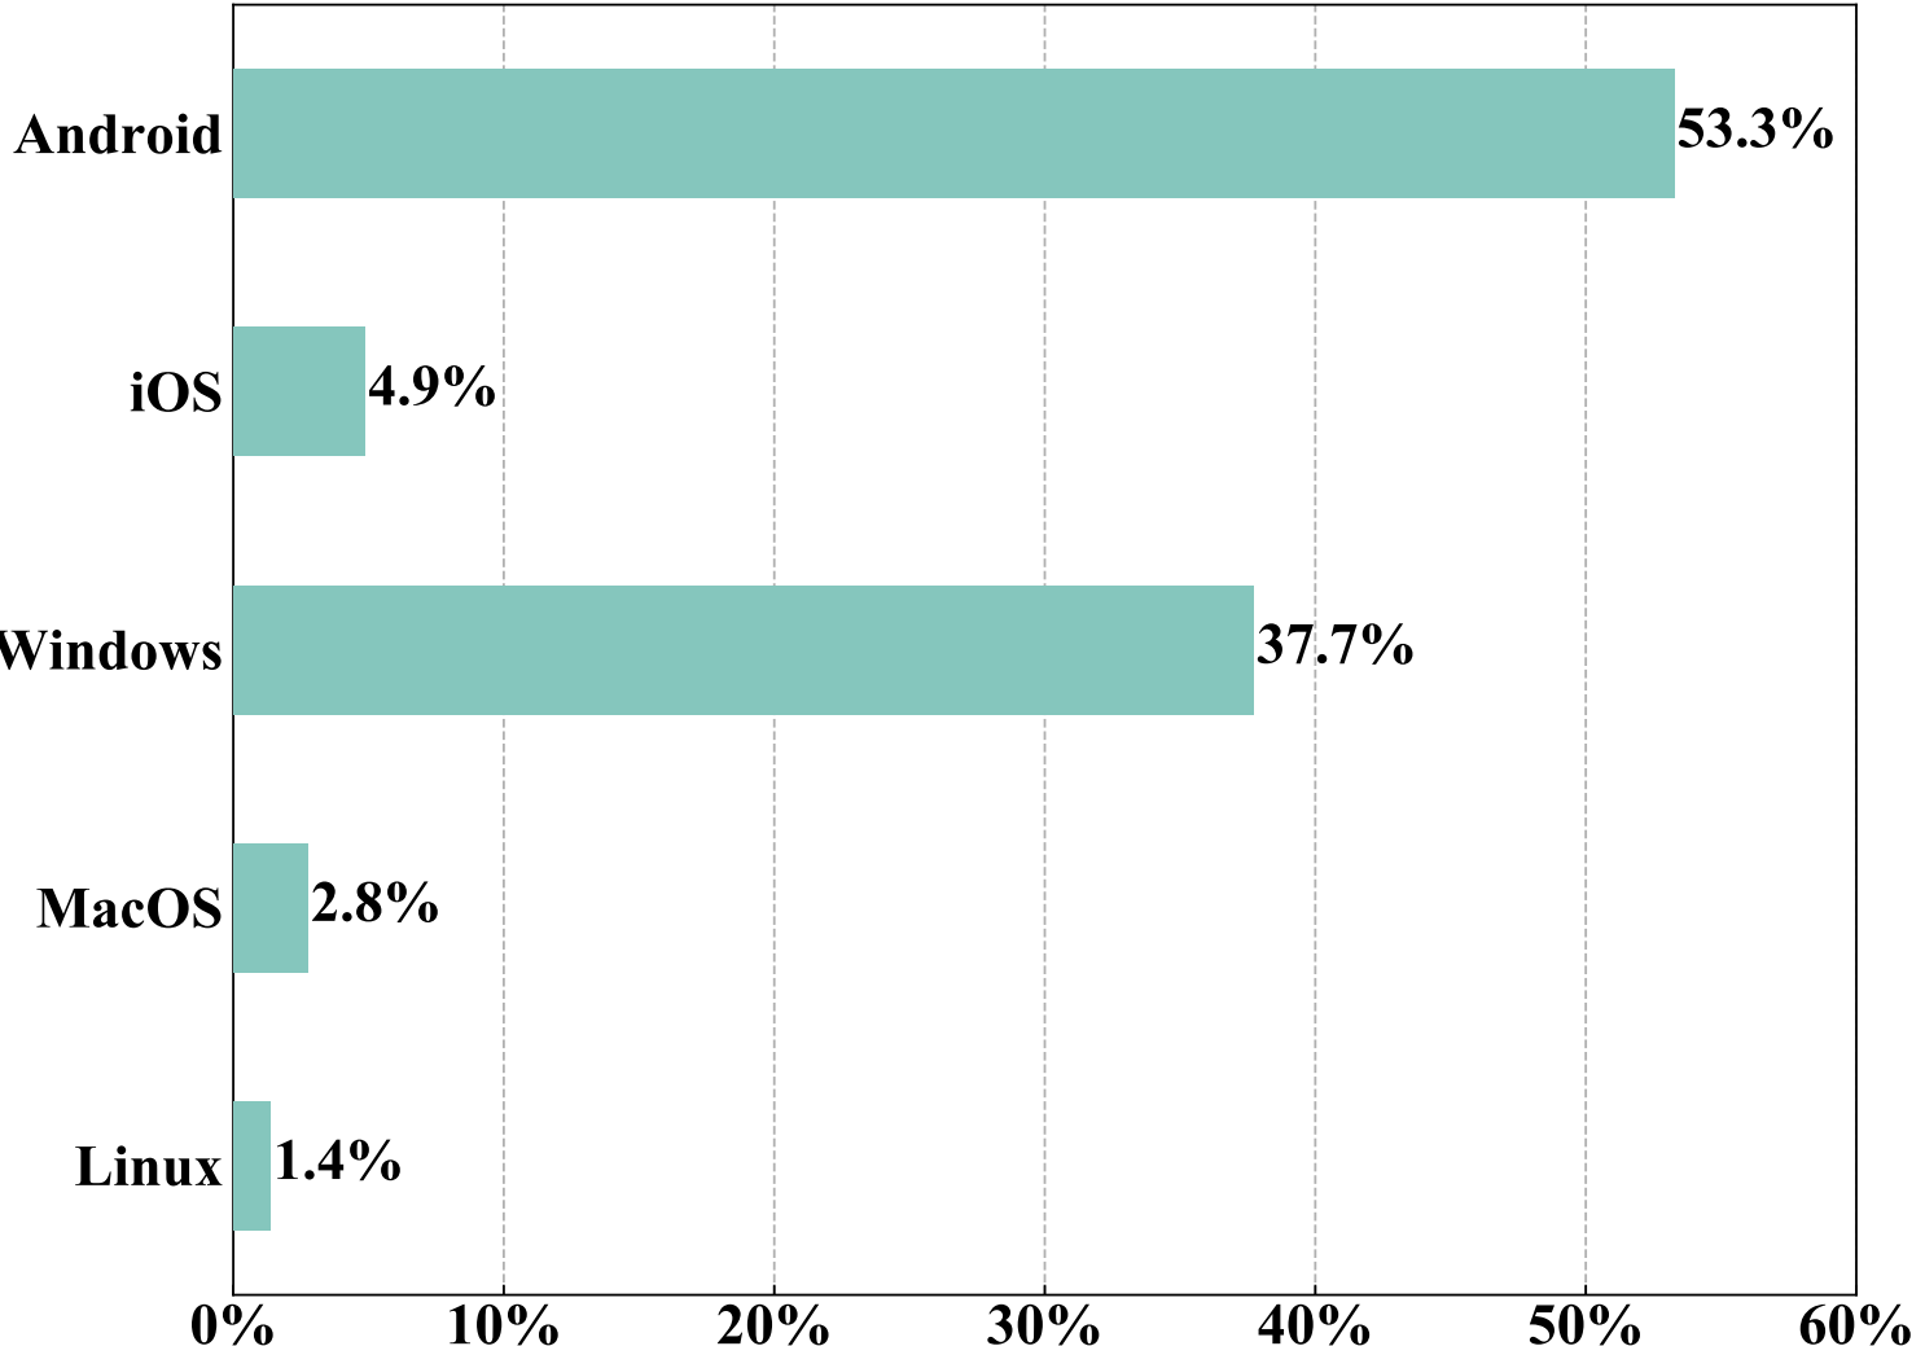 Android 53.3%
iOS 4.9%
Windows 37.7%
MacOS 2.8%
Linux 1.4%
0% 10% 20% 30% 40% 50% 60%